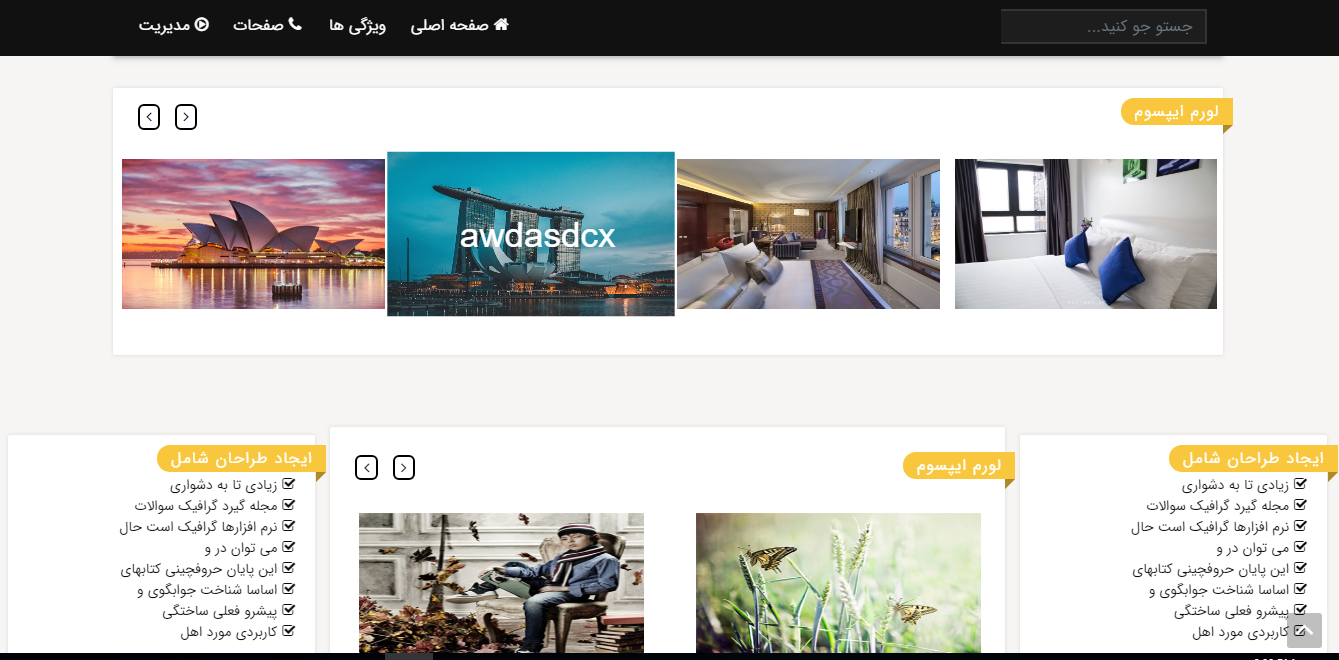 صفحه اصلی
ویژگی ها
صفحات
مدیریت
جستو جو کنید...
لورم ایپسوم
awdasdcx
ایجاد طراحان شامل
زیادی تا به دشواری
مجله گیرد گرافیک سوالات
نرم افزارها گرافیک است حال
می توان در و
این پایان حروفچینی کتابهای
اساسا شناخت جوابگوی و
پیشرو فعلی ساختگی
کاربردی مورد اهل
لورم ایپسوم
ایجاد طراحان شامل
زیادی تا به دشواری
مجله گیرد گرافیک سوالات
نرم افزارها گرافیک است حال
می توان در و
این پایان حروفچینی کتابهای
اساسا شناخت جوابگوی و
پیشرو فعلی ساختگی
کاربردی مورد اهل